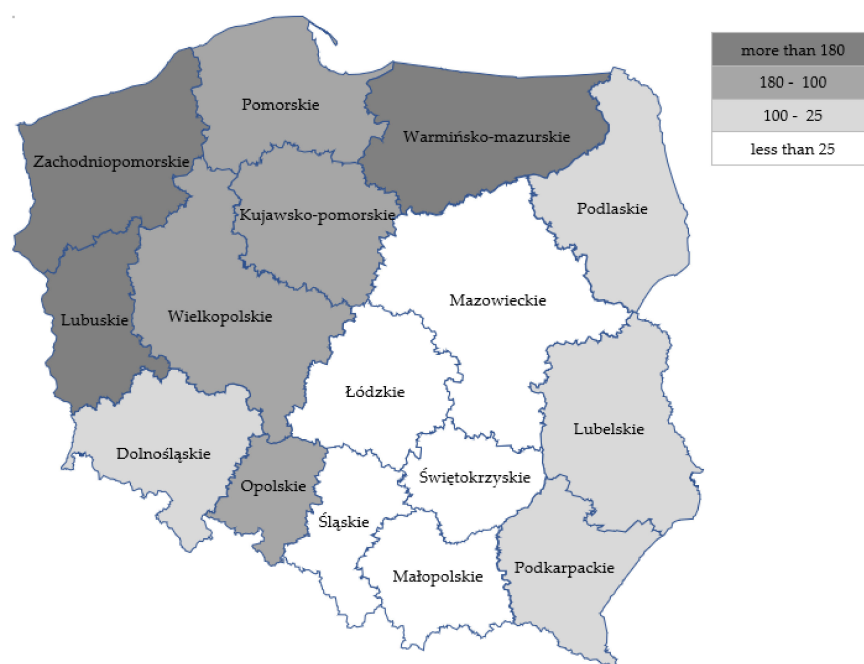 more than 180
180 - 100
100 - 25
less than 25
Pomorskie
Warmińsko-mazurskie
Zachodniopomorskie
Kujawsko-pomorskie
Podlaskie
Mazowieckie
Lubuskie
Wielkopolskie
Łódzkie
Lubelskie
Dolnośląskie
Świętokrzyskie
Opolskie
Śląskie
Małopolskie
Podkarpackie